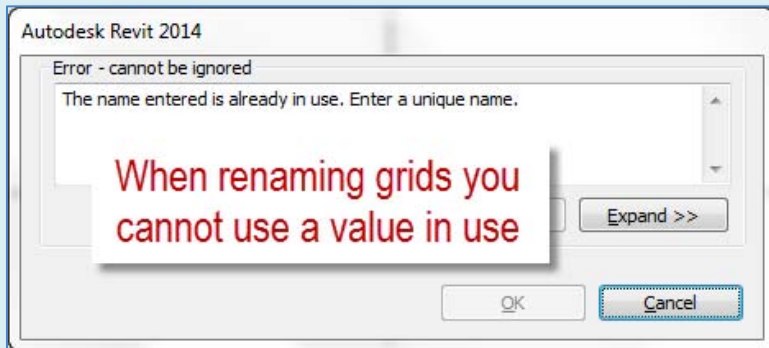 Autodesk Revit 2014
Error - cannot be ignored
The name entered is already in use. Enter a unique name.
When renaming grids you
cannot use a value in use
Expand >>
OK
Cancel